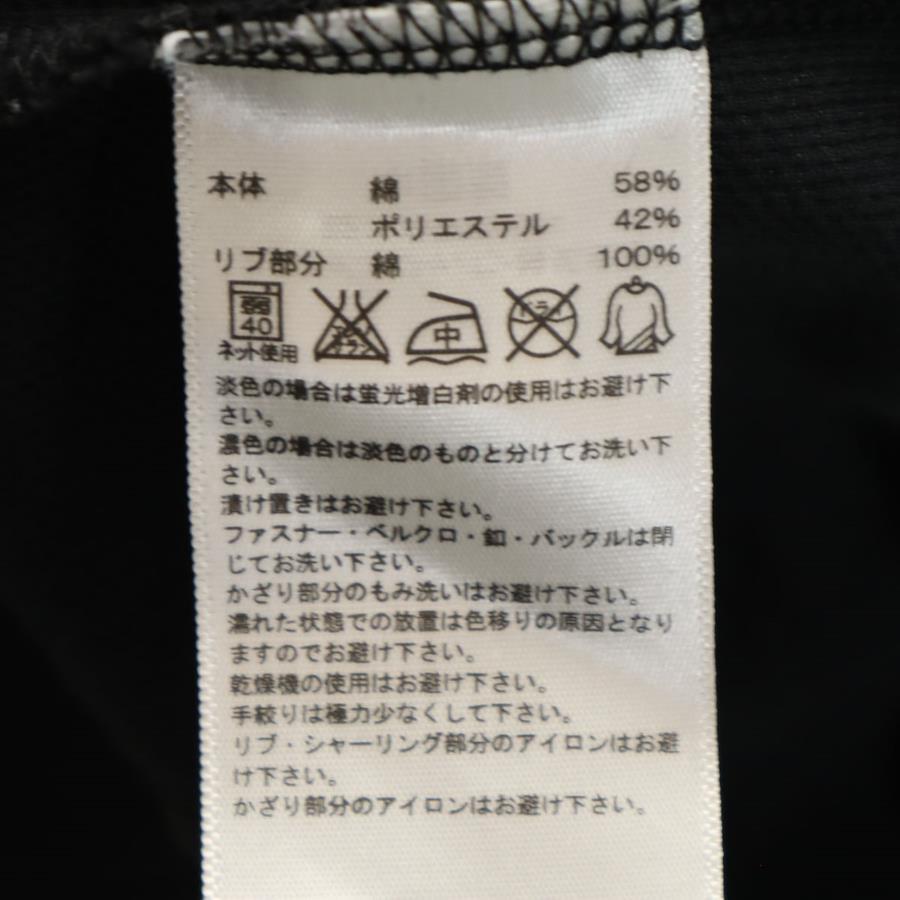 本体 綿 58%
ポリエステル 42%
リブ部分 綿 100%
弱 40 エンソサラシ 中 ドライ
ネット使用
淡色の場合は蛍光増白剤の使用はお避け下
さい。
濃色の場合は淡色のものと分けてお洗い下
さい。
漬け置きはお避け下さい。
ファスナー・ベルクロ・釦・バックルは閉
じてお洗い下さい。
かざり部分のもみ洗いはお避け下さい。
濡れた状態での放置は色移りの原因となり
ますのでお避け下さい。
乾燥機の使用はお避け下さい。
手絞りは極力少なくして下さい。
リブ・シャーリング部分のアイロンはお避
け下さい。
かざり部分のアイロンはお避け下さい。